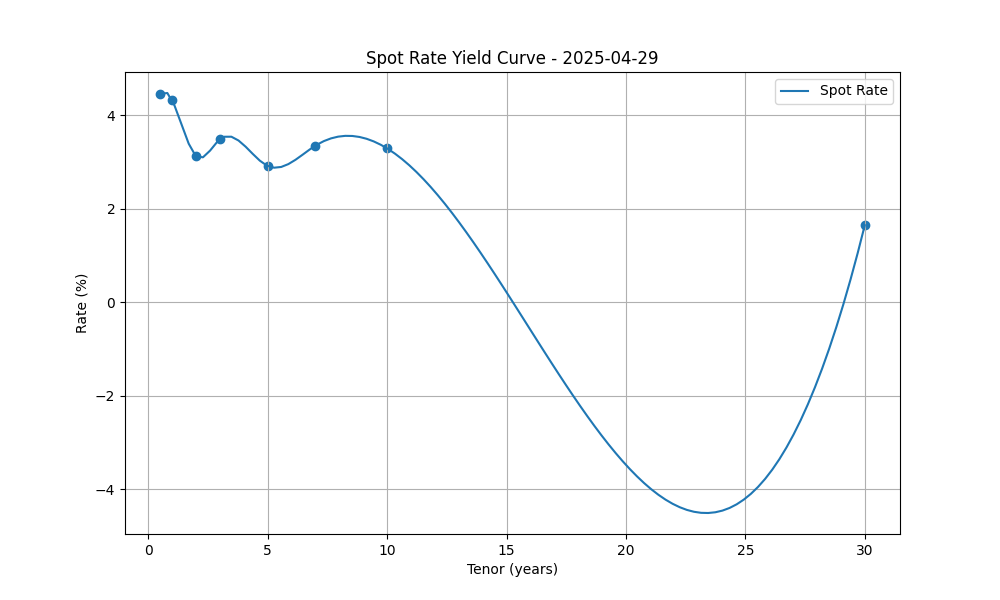 Spot Rate Yield Curve - 2025-04-29
Spot Rate
4
2
0
−2
−4
Rate (%)
0 5 10 15 20 25 30
Tenor (years)